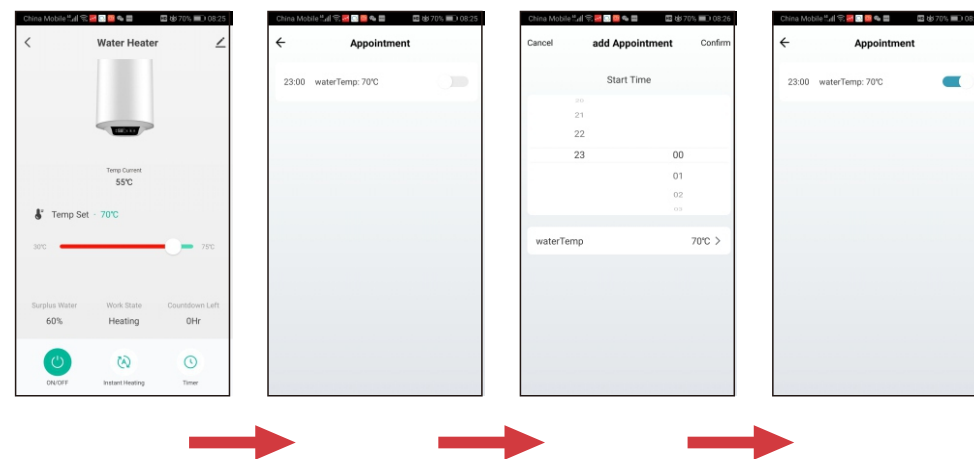 China Mobile 70% 08:25
Water Heater
Temp Current
55℃
Temp Set · 70℃
30℃ 75℃
Surplus Water Work State Countdown Left
60% Heating 0Hr
ON/OFF Instant Heating Timer
China Mobile 70% 08:25
Appointment
23:00 waterTemp: 70℃
China Mobile 70% 08:26
Cancel add Appointment Confirm
Start Time
21
22
23 00
01
02
waterTemp 70℃ >
China Mobile 70% 08
Appointment
23:00 waterTemp: 70℃